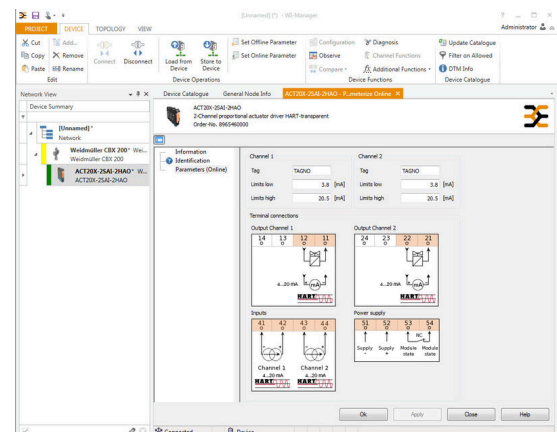 [Unnamed] (*) - WI-Manager
PROJECT DEVICE TOPOLOGY VIEW Administrator
Cut Add...
Copy Remove
Paste Rename
Edit
Connect Disconnect
Load from Device Store to Device
Device Operations
Set Offline Parameter
Set Online Parameter
Configuration Diagnosis
Observe Channel Functions
Compare Additional Functions
Device Functions
Update Catalogue
Filter on Allowed
DTM Info
Device Catalogue
Network View
Device Summary
[Unnamed]*
Network
Weidmüller CBX 200* Wei...
Weidmuller CBX 200
ACT20X-2SAI-2HAO* W...
ACT20X-2SAI-2HAO
Device Catalogue General Node Info ACT20X-2SAI-2HAO - P...meterize Online
ACT20X-2SAI-2HAO
2-Channel proportional actuator driver HART-transparent
Order-No. 8965460000
Information
Identification
Parameters (Online)
Channel 1
Tag TAGNO
Limits low 3.8 [mA]
Limits high 20.5 [mA]
Channel 2
Tag TAGNO
Limits low 3.8 [mA]
Limits high 20.5 [mA]
Terminal connections
Output Channel 1
14 13 12 11
4...20 mA mA
HART
Output Channel 2
24 23 22 21
4...20 mA mA
HART
Inputs
41 42 43 44
Channel 1 Channel 2
4...20 mA 4...20 mA
HART HART
Power supply
51 52 53 54
NC
Supply - Supply + Module state Module state
Ok Apply Close Help
Connected Device